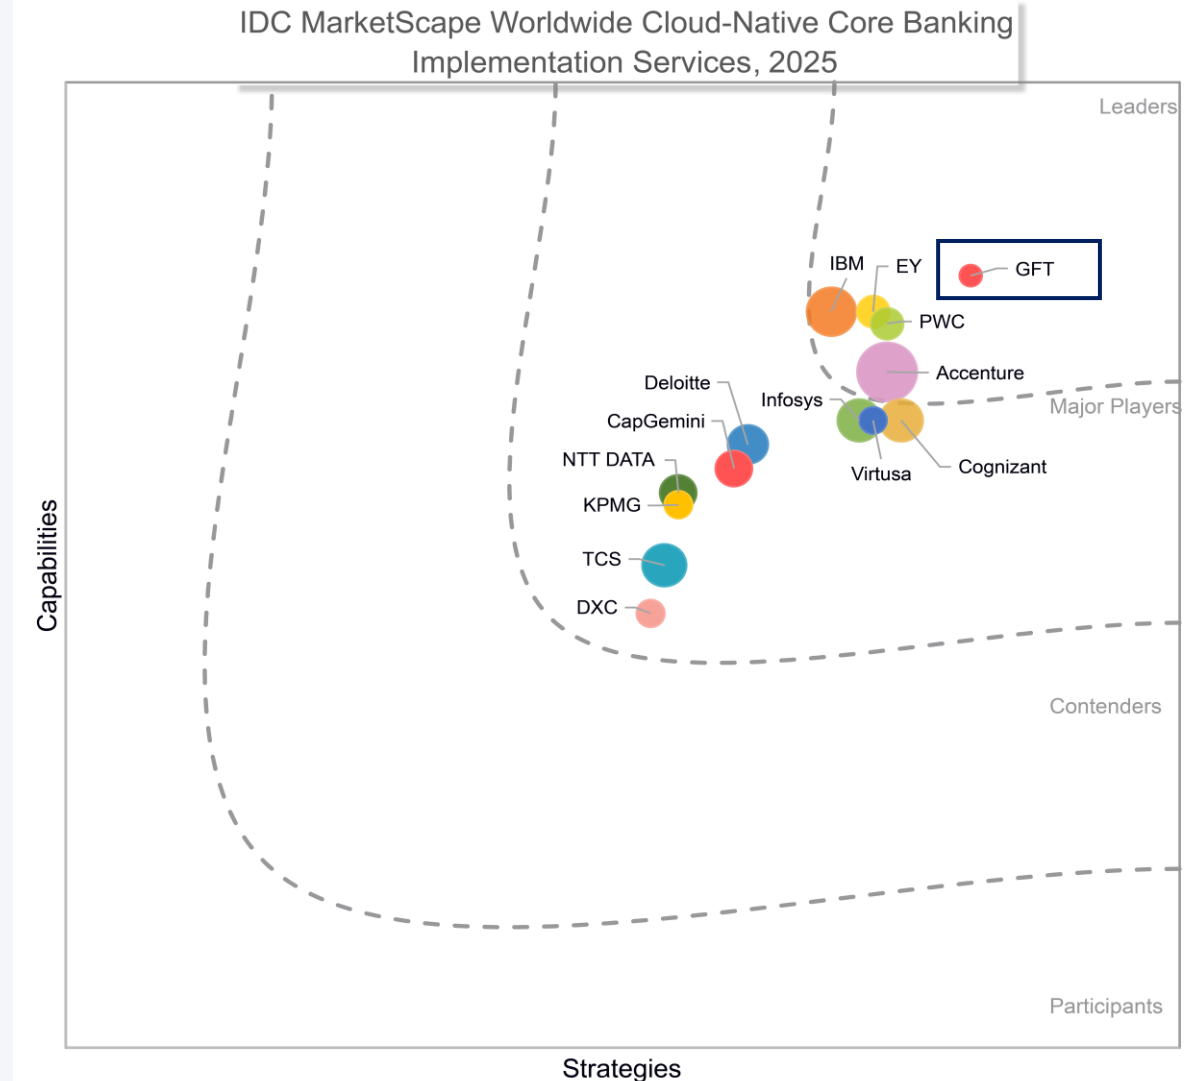 IDC MarketScape Worldwide Cloud-Native Core Banking
Implementation Services, 2025
Leaders
IBM
EY
GFT
PWC
Accenture
Deloitte
Infosys
Major Players
CapGemini
NTT DATA
Virtusa
Cognizant
KPMG
TCS
DXC
Capabilities
Contenders
Participants
Strategies